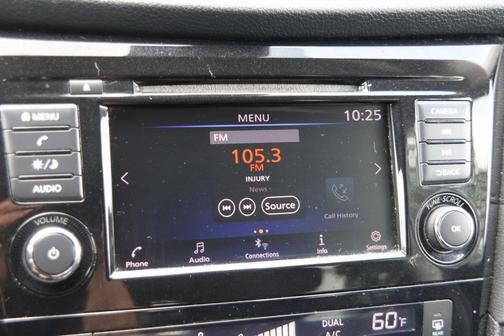 MENU
AUDIO
VOLUME
MENU 10:25
FM
105.3
FM
INJURY
News
Source
Call History
Phone
Audio
Connections
Info
Settings
CAMERA
BACK
TUNE·SCROLL
OK
DUAL
A/C
60°F
REAR